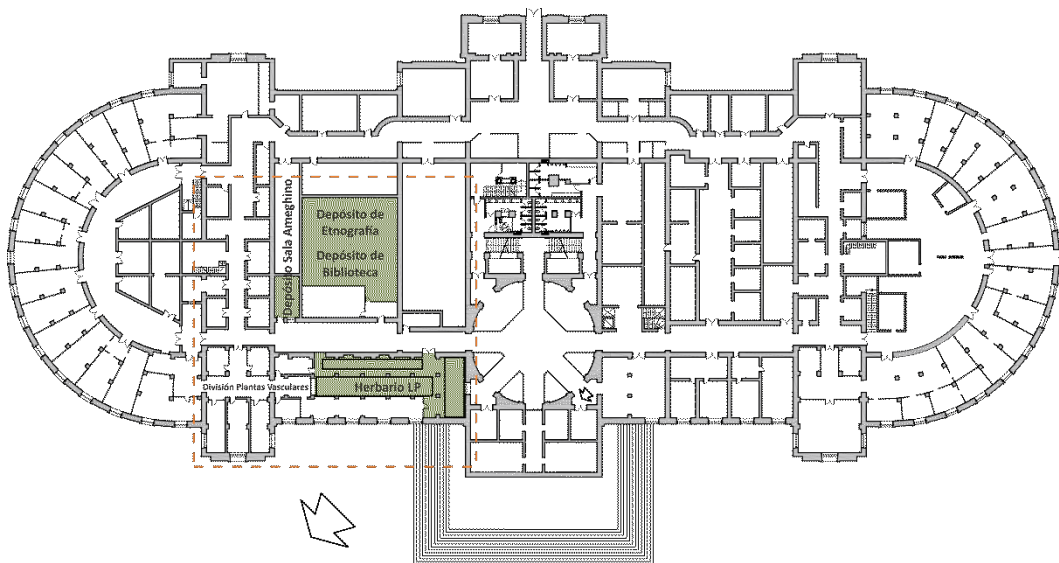 Depósito de
Etnografía
Depósito de
Biblioteca
Depósito Sala Ameghino
División Plantas Vasculares
Herbario LP